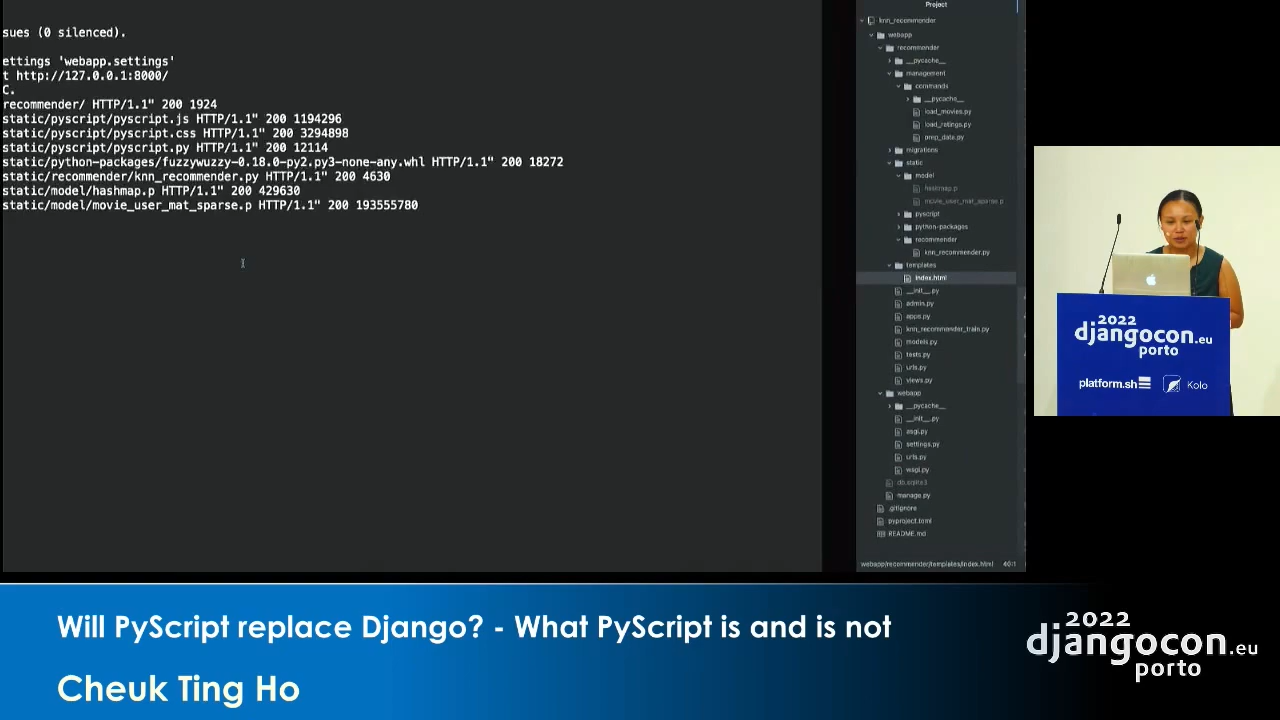 sues (0 silenced).
ettings 'webapp.settings'
t http://127.0.0.1:8000/
C.
recommender/ HTTP/1.1" 200 1924
static/pyscript/pyscript.js HTTP/1.1" 200 1194296
static/pyscript/pyscript.css HTTP/1.1" 200 3294898
static/pyscript/pyscript.py HTTP/1.1" 200 12114
static/python-packages/fuzzywuzzy-0.18.0-py2.py3-none-any.whl HTTP/1.1" 200 18272
static/recommender/knn_recommender.py HTTP/1.1" 200 4630
static/model/hashmap.p HTTP/1.1" 200 429630
static/model/movie_user_mat_sparse.p HTTP/1.1" 200 193555780
Project
knn_recommender
webapp
recommender
__pycache__
management
commands
__pycache__
load_movies.py
load_ratings.py
prep_data.py
migrations
static
model
hashmap.p
movie_user_mat_sparse.p
pyscript
python-packages
recommender
knn_recommender.py
templates
index.html
__init__.py
admin.py
apps.py
knn_recommender_train.py
models.py
tests.py
urls.py
views.py
webapp
__pycache__
__init__.py
asgi.py
settings.py
urls.py
wsgi.py
db.sqlite3
manage.py
.gitignore
pyproject.toml
README.md
webapp/recommender/templates/index.html 40:1
2022
djangocon.eu
porto
platform.sh Kolo
Will PyScript replace Django? - What PyScript is and is not
Cheuk Ting Ho
2022
djangocon.eu
porto